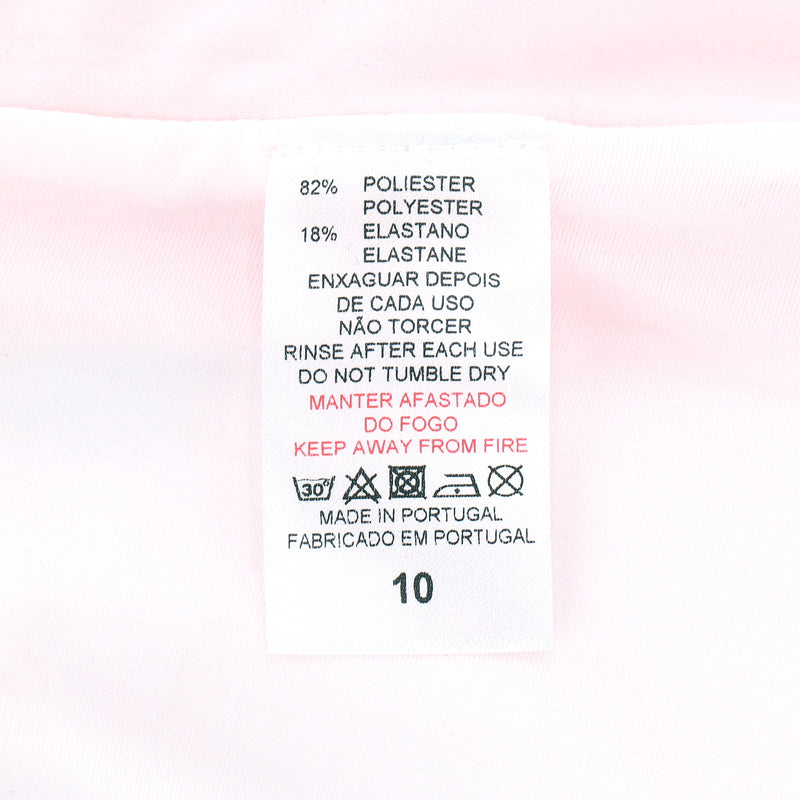 82% POLIESTER
POLYESTER
18% ELASTANO
ELASTANE
ENXAGUAR DEPOIS
DE CADA USO
NÃO TORCER
RINSE AFTER EACH USE
DO NOT TUMBLE DRY
MANTER AFASTADO
DO FOGO
KEEP AWAY FROM FIRE
30°
MADE IN PORTUGAL
FABRICADO EM PORTUGAL
10